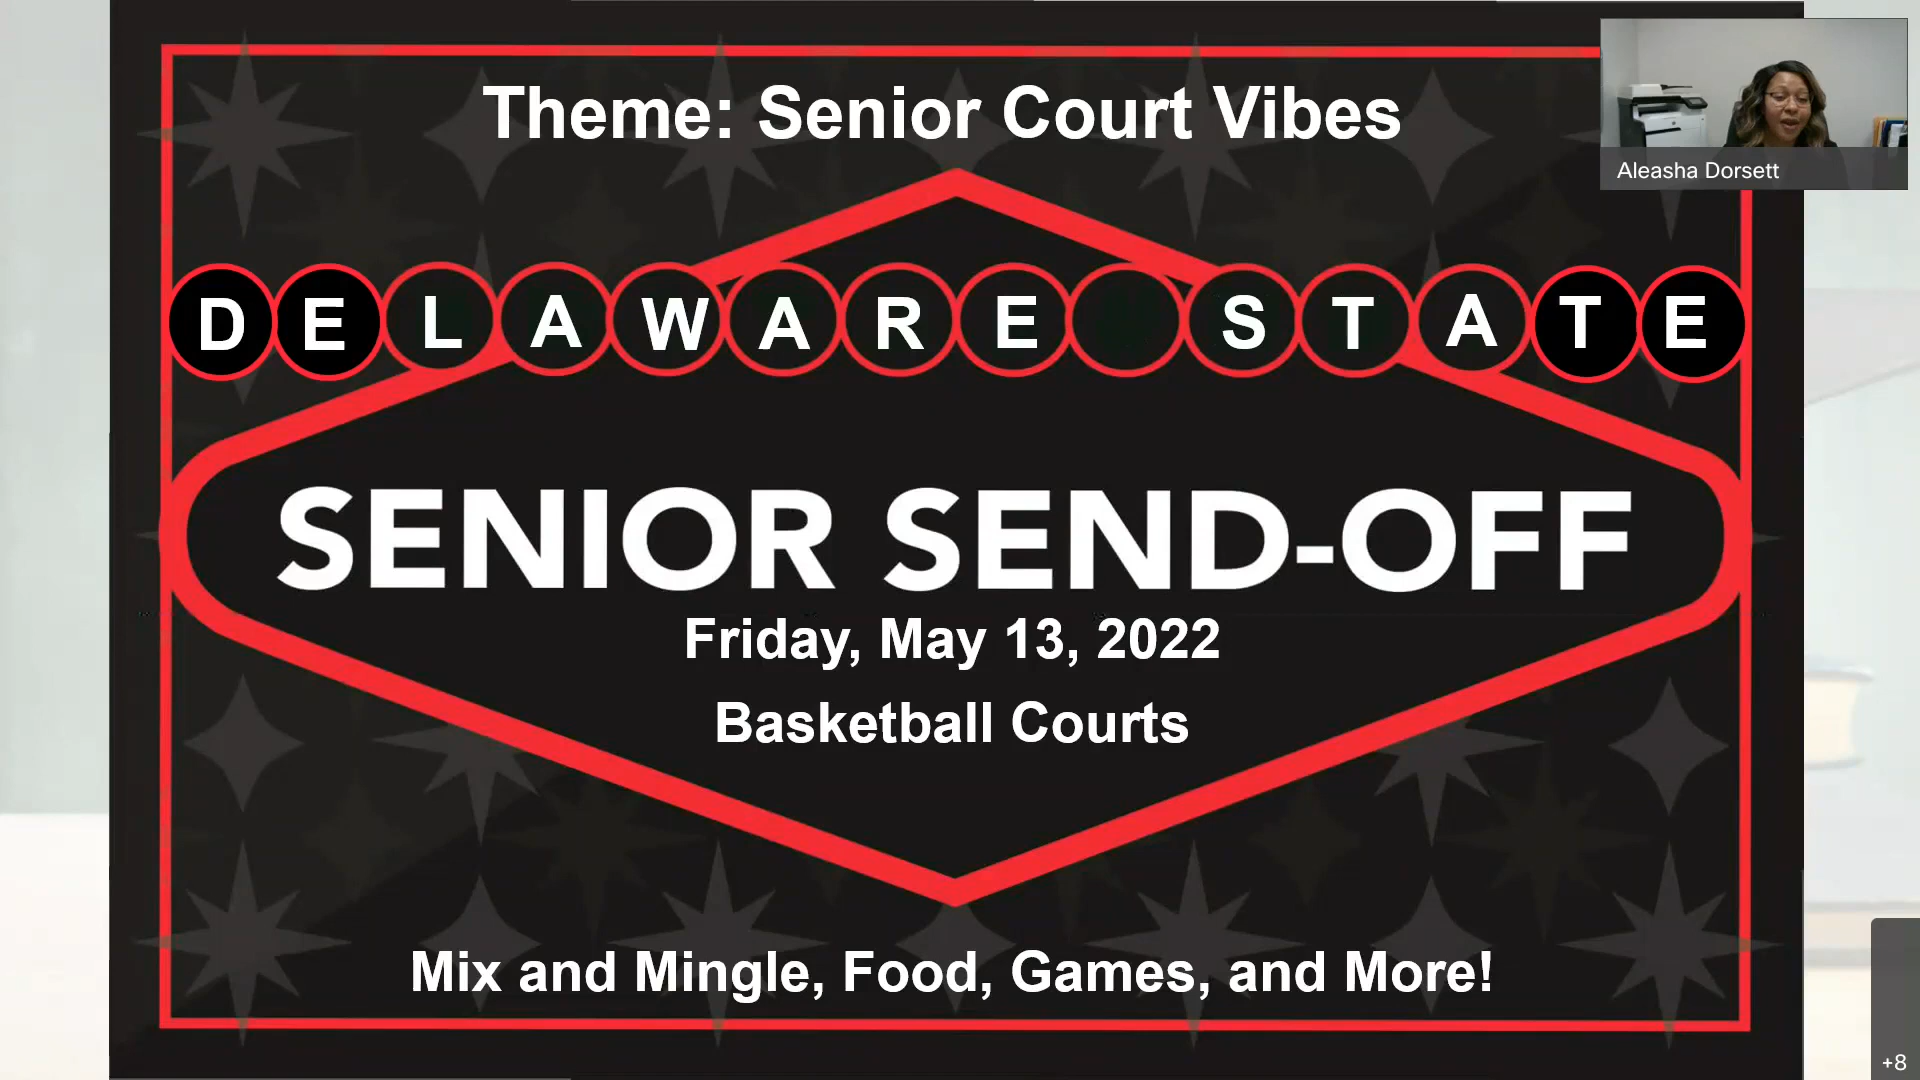 Theme: Senior Court Vibes
Aleasha Dorsett
DELAWARE STATE
SENIOR SEND-OFF
Friday, May 13, 2022
Basketball Courts
Mix and Mingle, Food, Games, and More!
+8